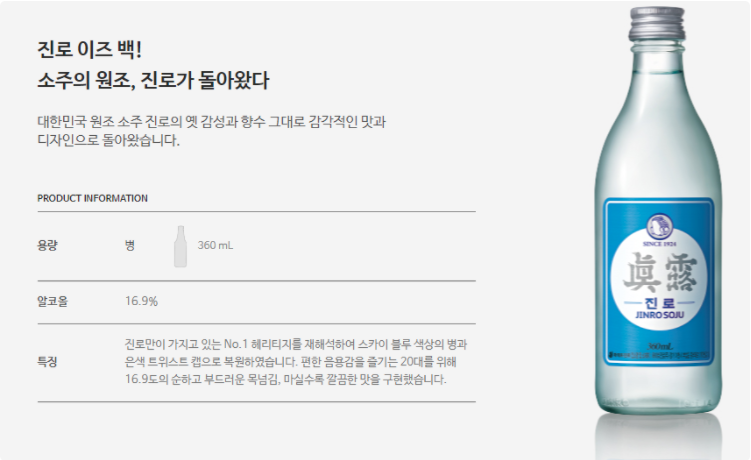 진로 이즈 백!
소주의 원조, 진로가 돌아왔다
대한민국 원조 소주 진로의 옛 감성과 향수 그대로 감각적인 맛과
디자인으로 돌아왔습니다.
PRODUCT INFORMATION
용량 병 360 mL
알코올 16.9%
특징
진로만이 가지고 있는 No.1 헤리티지를 재해석하여 스카이 블루 색상의 병과
은색 트위스트 캡으로 복원하였습니다. 편한 음용감을 즐기는 20대를 위해
16.9도의 순하고 부드러운 목넘김, 마실수록 깔끔한 맛을 구현했습니다.
SINCE 1924
眞露
진로
JINRO SOJU
360mL